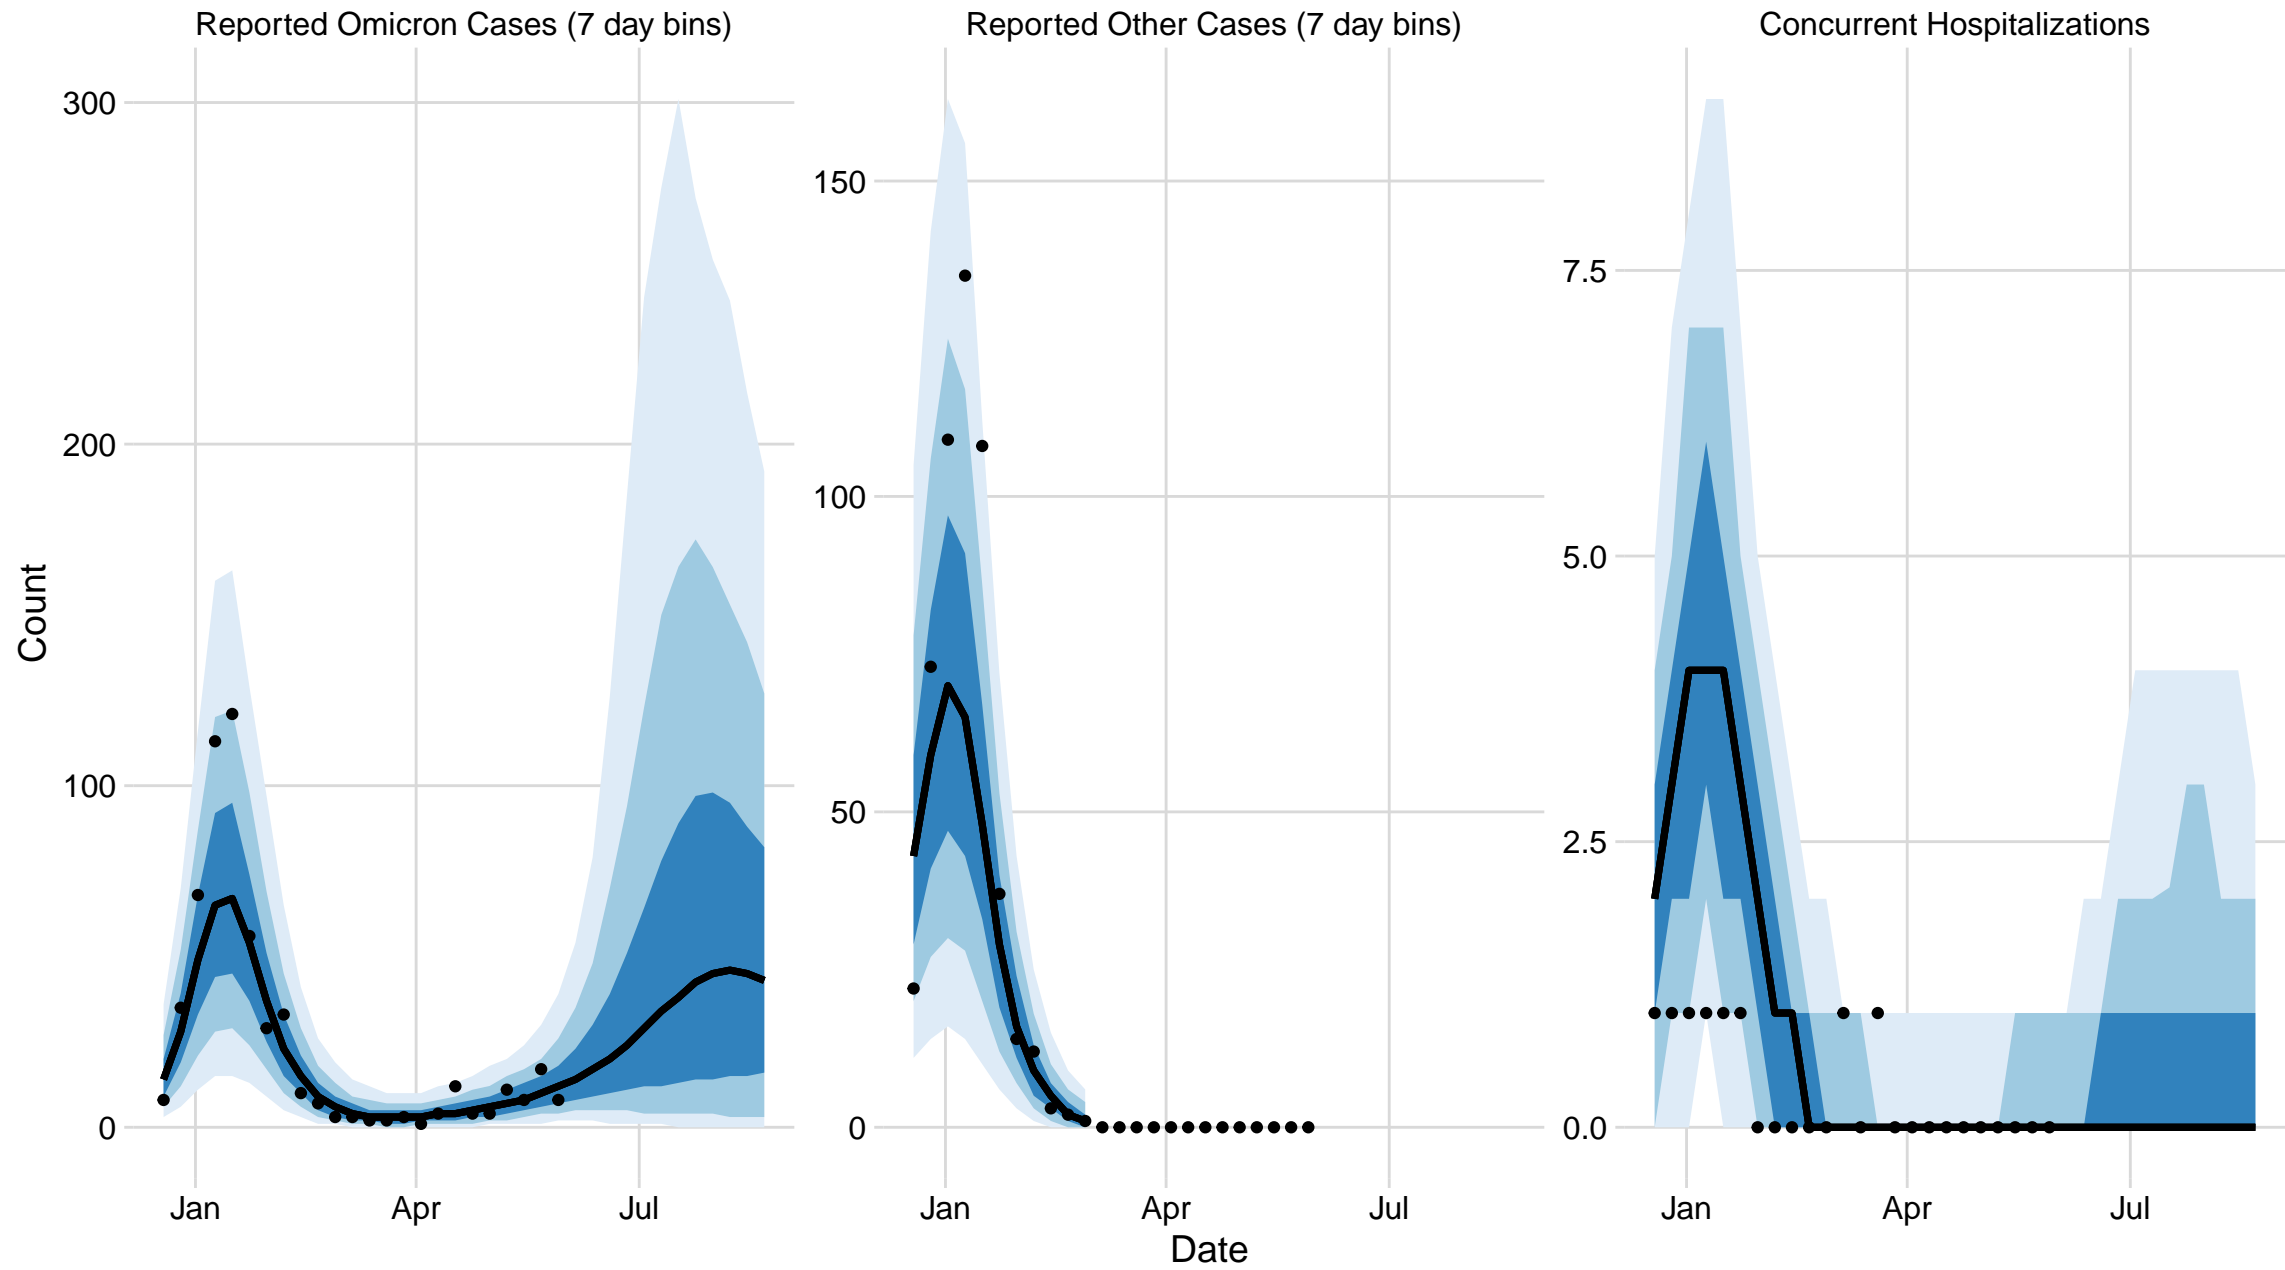 Reported Omicron Cases (7 day bins)
Reported Other Cases (7 day bins)
Concurrent Hospitalizations
Count
300
200
100
0
150
100
50
0
7.5
5.0
2.5
0.0
Jan
Apr
Jul
Jan
Apr
Jul
Jan
Apr
Jul
Date